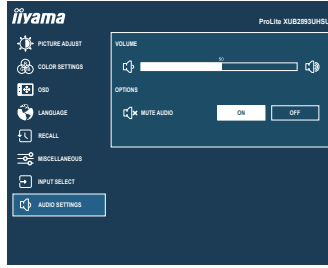 iiyama
ProLite XUB2893UHSU
PICTURE ADJUST
COLOR SETTINGS
OSD
LANGUAGE
RECALL
MISCELLANEOUS
INPUT SELECT
AUDIO SETTINGS
VOLUME
50
OPTIONS
MUTE AUDIO
ON
OFF